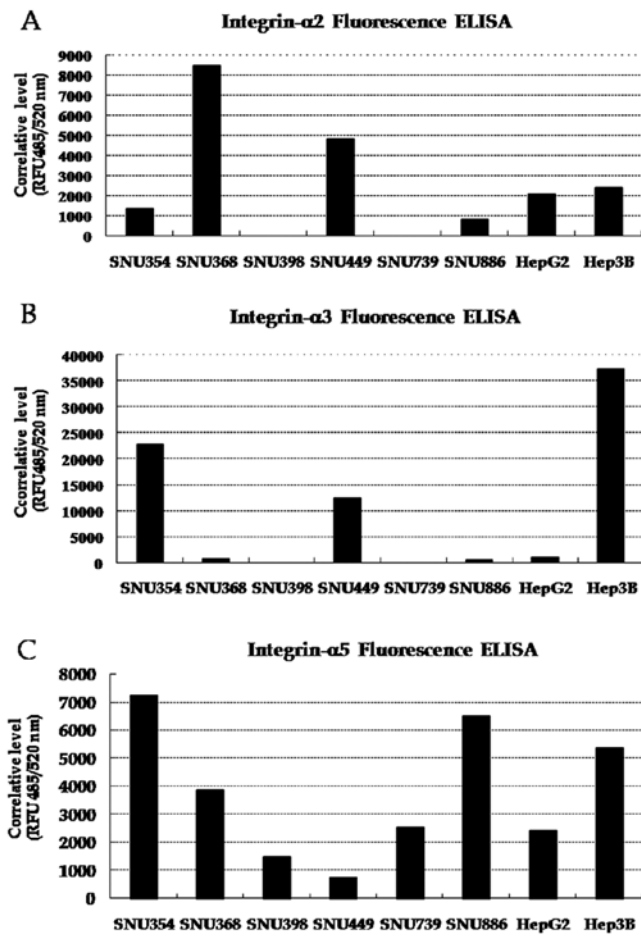 A
Integrin-α2 Fluorescence ELISA
Correlative level
(RFU485/520 nm)
9000
8000
7000
6000
5000
4000
3000
2000
1000
0
SNU354 SNU368 SNU398 SNU449 SNU739 SNU886 HepG2 Hep3B
B
Integrin-α3 Fluorescence ELISA
Ccorrelative level
(RFU485/520 nm)
40000
35000
30000
25000
20000
15000
10000
5000
0
SNU354 SNU368 SNU398 SNU449 SNU739 SNU886 HepG2 Hep3B
C
Integrin-α5 Fluorescence ELISA
Correlative level
(RFU485/520 nm)
8000
7000
6000
5000
4000
3000
2000
1000
0
SNU354 SNU368 SNU398 SNU449 SNU739 SNU886 HepG2 Hep3B